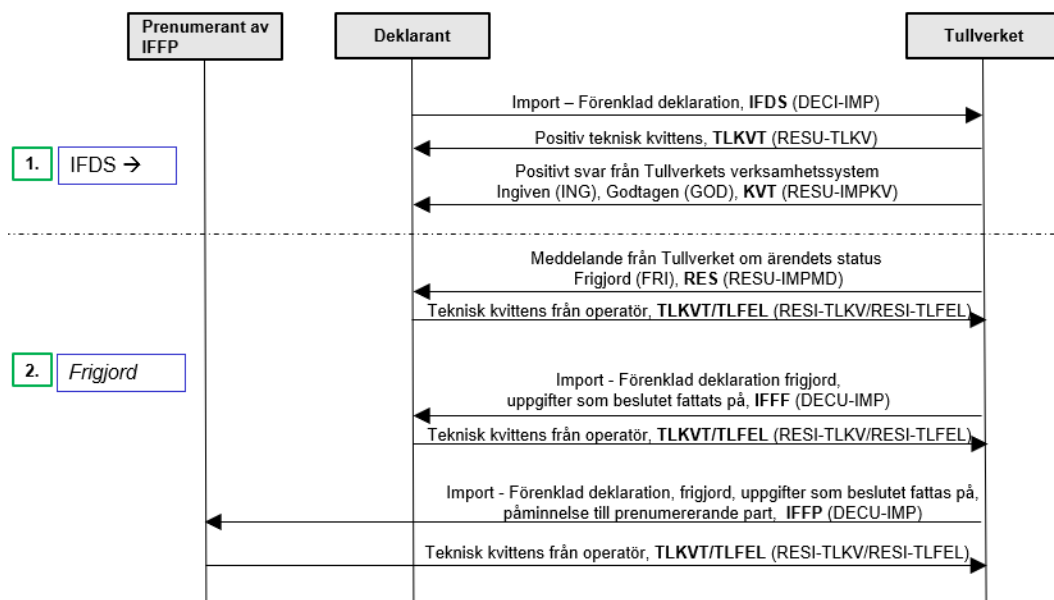 Prenumerant av
IFFP
Deklarant
Tullverket
Import – Förenklad deklaration, IFDS (DECI-IMP)
Positiv teknisk kvittens, TLKVT (RESU-TLKV)
1.
IFDS →
Positivt svar från Tullverkets verksamhetssystem
Ingiven (ING), Godtagen (GOD), KVT (RESU-IMPKV)
Meddelande från Tullverket om ärendets status
Frigjord (FRI), RES (RESU-IMPMD)
Teknisk kvittens från operatör, TLKVT/TLFEL (RESI-TLKV/RESI-TLFEL)
2.
Frigjord
Import - Förenklad deklaration frigjord,
uppgifter som beslutet fattats på, IFFF (DECU-IMP)
Teknisk kvittens från operatör, TLKVT/TLFEL (RESI-TLKV/RESI-TLFEL)
Import - Förenklad deklaration, frigjord, uppgifter som beslutet fattas på,
påminnelse till prenumererande part, IFFP (DECU-IMP)
Teknisk kvittens från operatör, TLKVT/TLFEL (RESI-TLKV/RESI-TLFEL)